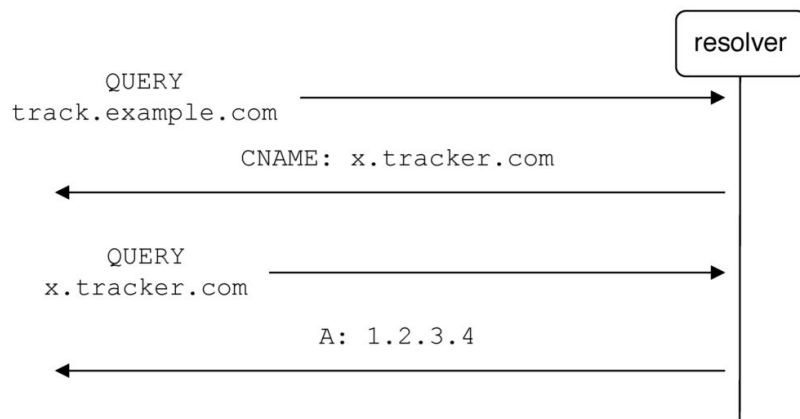 resolver
QUERY
track.example.com
CNAME: x.tracker.com
QUERY
x.tracker.com
A: 1.2.3.4